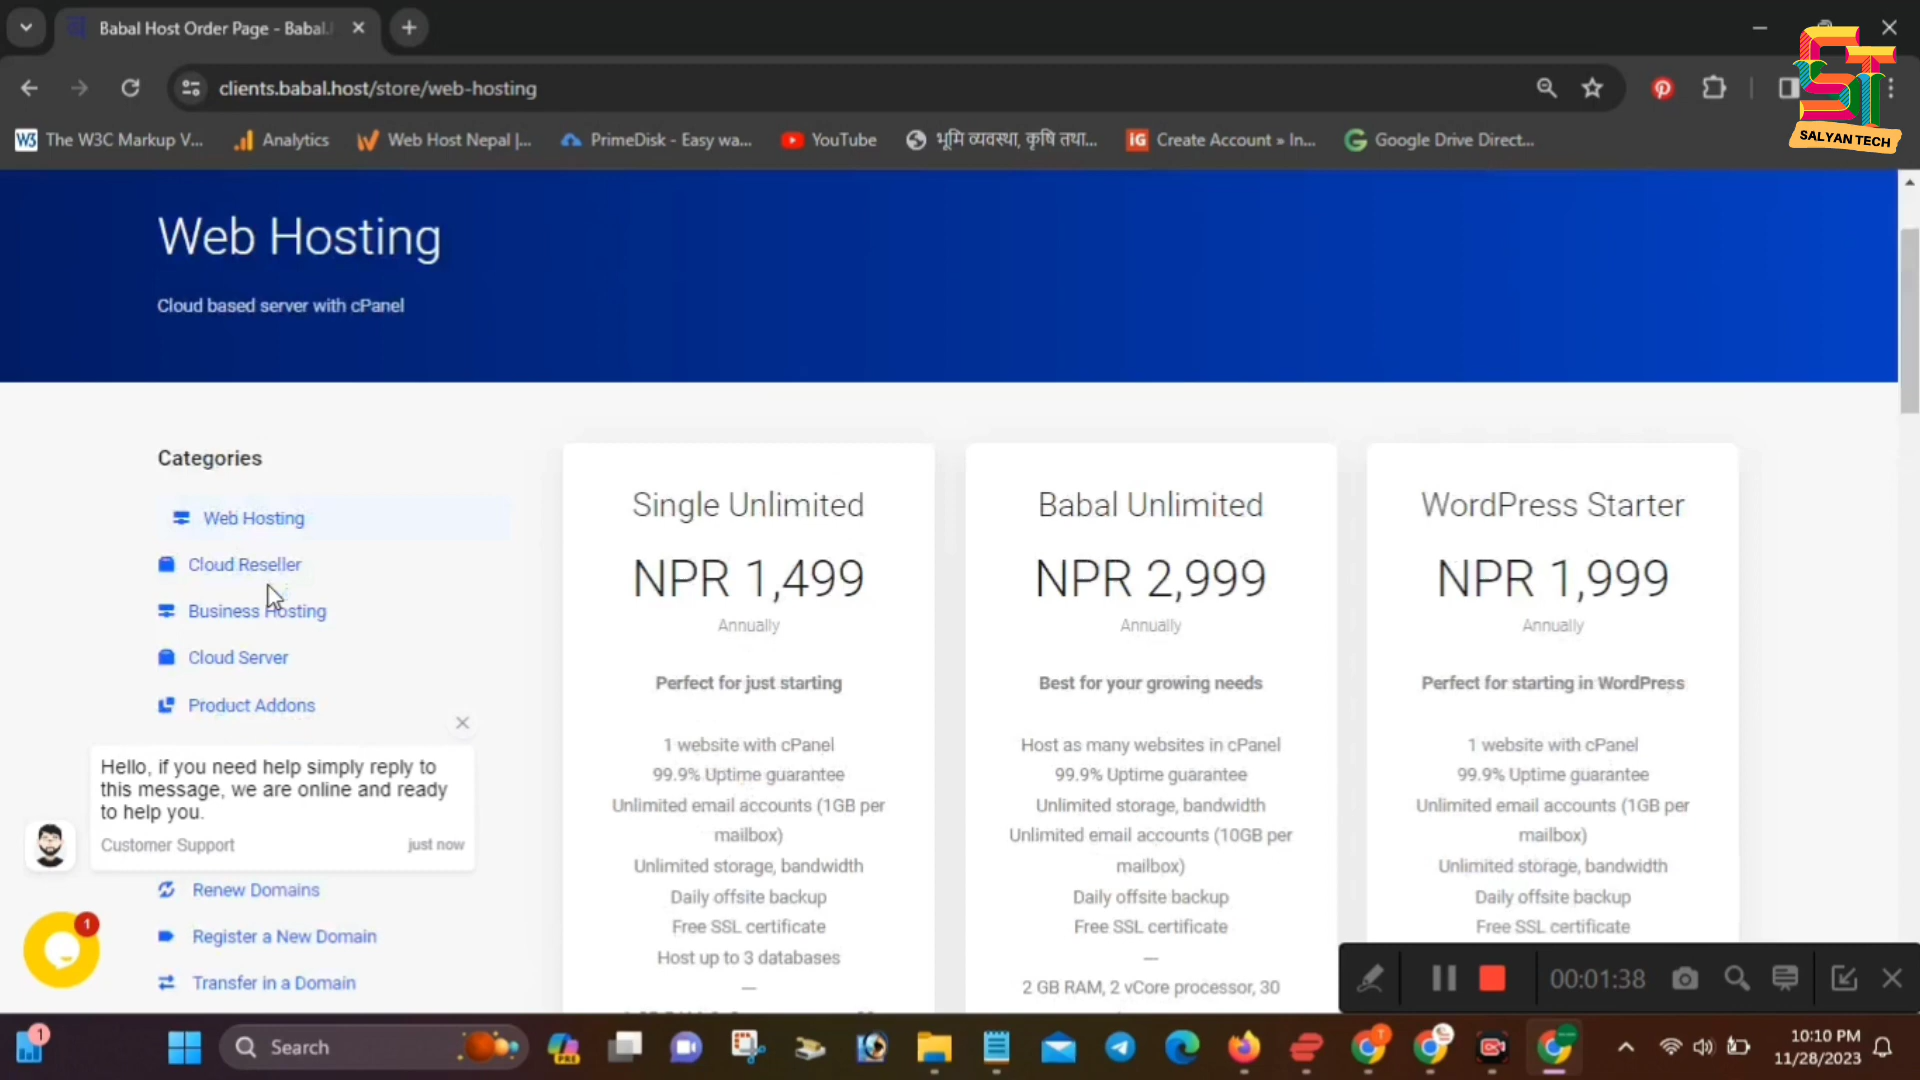 Babal Host Order Page - Babal.
clients.babal.host/store/web-hosting
The W3C Markup V...
Analytics
Web Host Nepal |...
PrimeDisk - Easy wa...
YouTube
भूमि व्यवस्था, कृषि तथा...
Create Account » In...
Google Drive Direct...
ST
SALYAN TECH
Web Hosting
Cloud based server with cPanel
Categories
Web Hosting
Cloud Reseller
Business Hosting
Cloud Server
Product Addons
Hello, if you need help simply reply to
this message, we are online and ready
to help you.
Customer Support
just now
Renew Domains
Register a New Domain
Transfer in a Domain
1
Single Unlimited
NPR 1,499
Annually
Perfect for just starting
1 website with cPanel
99.9% Uptime guarantee
Unlimited email accounts (1GB per
mailbox)
Unlimited storage, bandwidth
Daily offsite backup
Free SSL certificate
Host up to 3 databases
—
Babal Unlimited
NPR 2,999
Annually
Best for your growing needs
Host as many websites in cPanel
99.9% Uptime guarantee
Unlimited storage, bandwidth
Unlimited email accounts (10GB per
mailbox)
Daily offsite backup
Free SSL certificate
—
2 GB RAM, 2 vCore processor, 30
WordPress Starter
NPR 1,999
Annually
Perfect for starting in WordPress
1 website with cPanel
99.9% Uptime guarantee
Unlimited email accounts (1GB per
mailbox)
Unlimited storage, bandwidth
Daily offsite backup
Free SSL certificate
00:01:38
1
Search
PRE
10:10 PM
11/28/2023